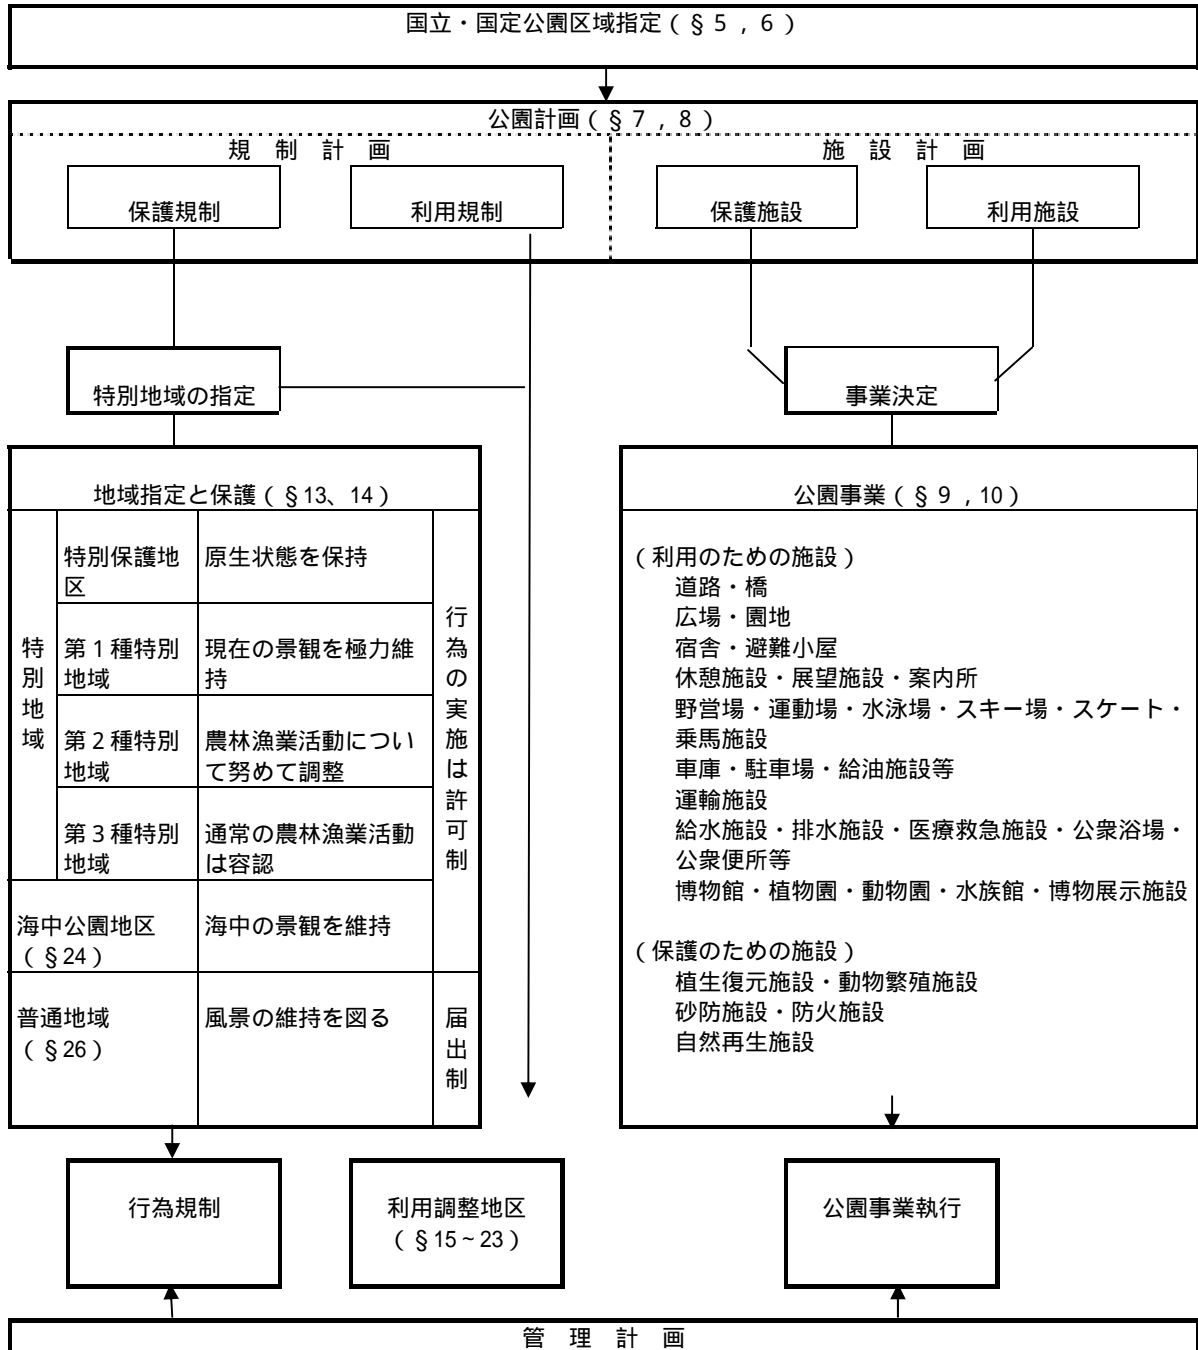 国立・国定公園区域指定(§5,6)
公園計画(§7,8)
規 制 計 画
施 設 計 画
保護規制
利用規制
保護施設
利用施設
特別地域の指定
事業決定
地域指定と保護(§13、14)
特別地域
特別保護地
区
原生状態を保持
第1種特別
地域
現在の景観を極力維
持
第2種特別
地域
農林漁業活動につい
て努めて調整
第3種特別
地域
通常の農林漁業活動
は容認
行為の実施は許可制
海中公園地区
(§24)
海中の景観を維持
普通地域
(§26)
風景の維持を図る
届出制
公園事業(§9,10)
(利用のための施設)
道路・橋
広場・園地
宿舎・避難小屋
休憩施設・展望施設・案内所
野営場・運動場・水泳場・スキー場・スケート・
乗馬施設
車庫・駐車場・給油施設等
運輸施設
給水施設・排水施設・医療救急施設・公衆浴場・
公衆便所等
博物館・植物園・動物園・水族館・博物展示施設
(保護のための施設)
植生復元施設・動物繁殖施設
砂防施設・防火施設
自然再生施設
行為規制
利用調整地区
(§15~23)
公園事業執行
管 理 計 画